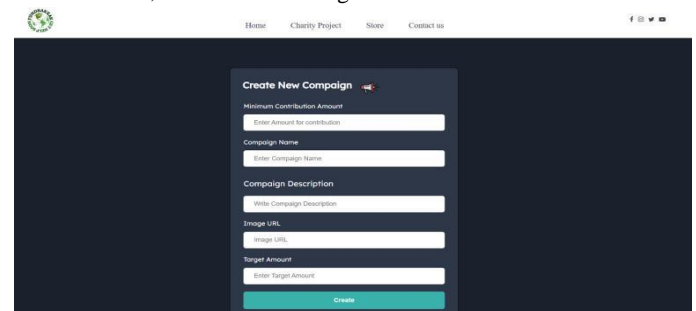 Home Charity Project Store Contact us
Create New Compaign
Minimum Contribution Amount
Enter Amount for contribution
Compaign Name
Enter Compaign Name
Compaign Description
Write Compaign Description
Image URL
Image URL
Target Amount
Enter Target Amount
Create